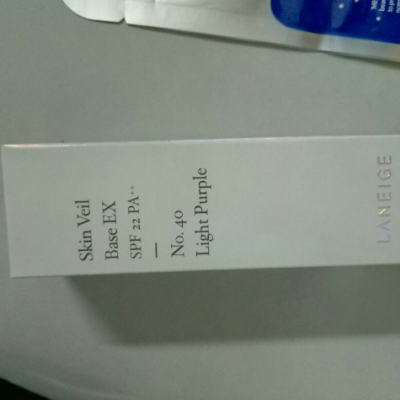 Skin Veil
Base EX
SPF 22 PA++
No. 40
Light Purple
LANEIGE